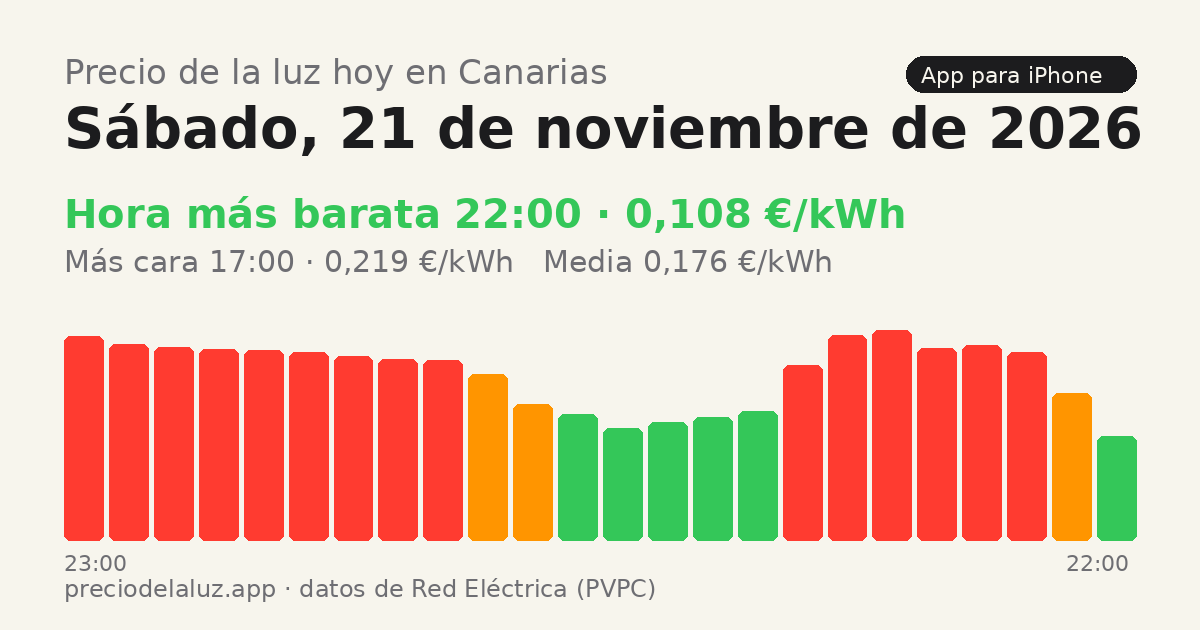 Precio de la luz hoy en Canarias
App para iPhone
Sábado, 21 de noviembre de 2026
Hora más barata 22:00 · 0,108 €/kWh
Más cara 17:00 · 0,219 €/kWh   Media 0,176 €/kWh
23:00
22:00
preciodelaluz.app · datos de Red Eléctrica (PVPC)